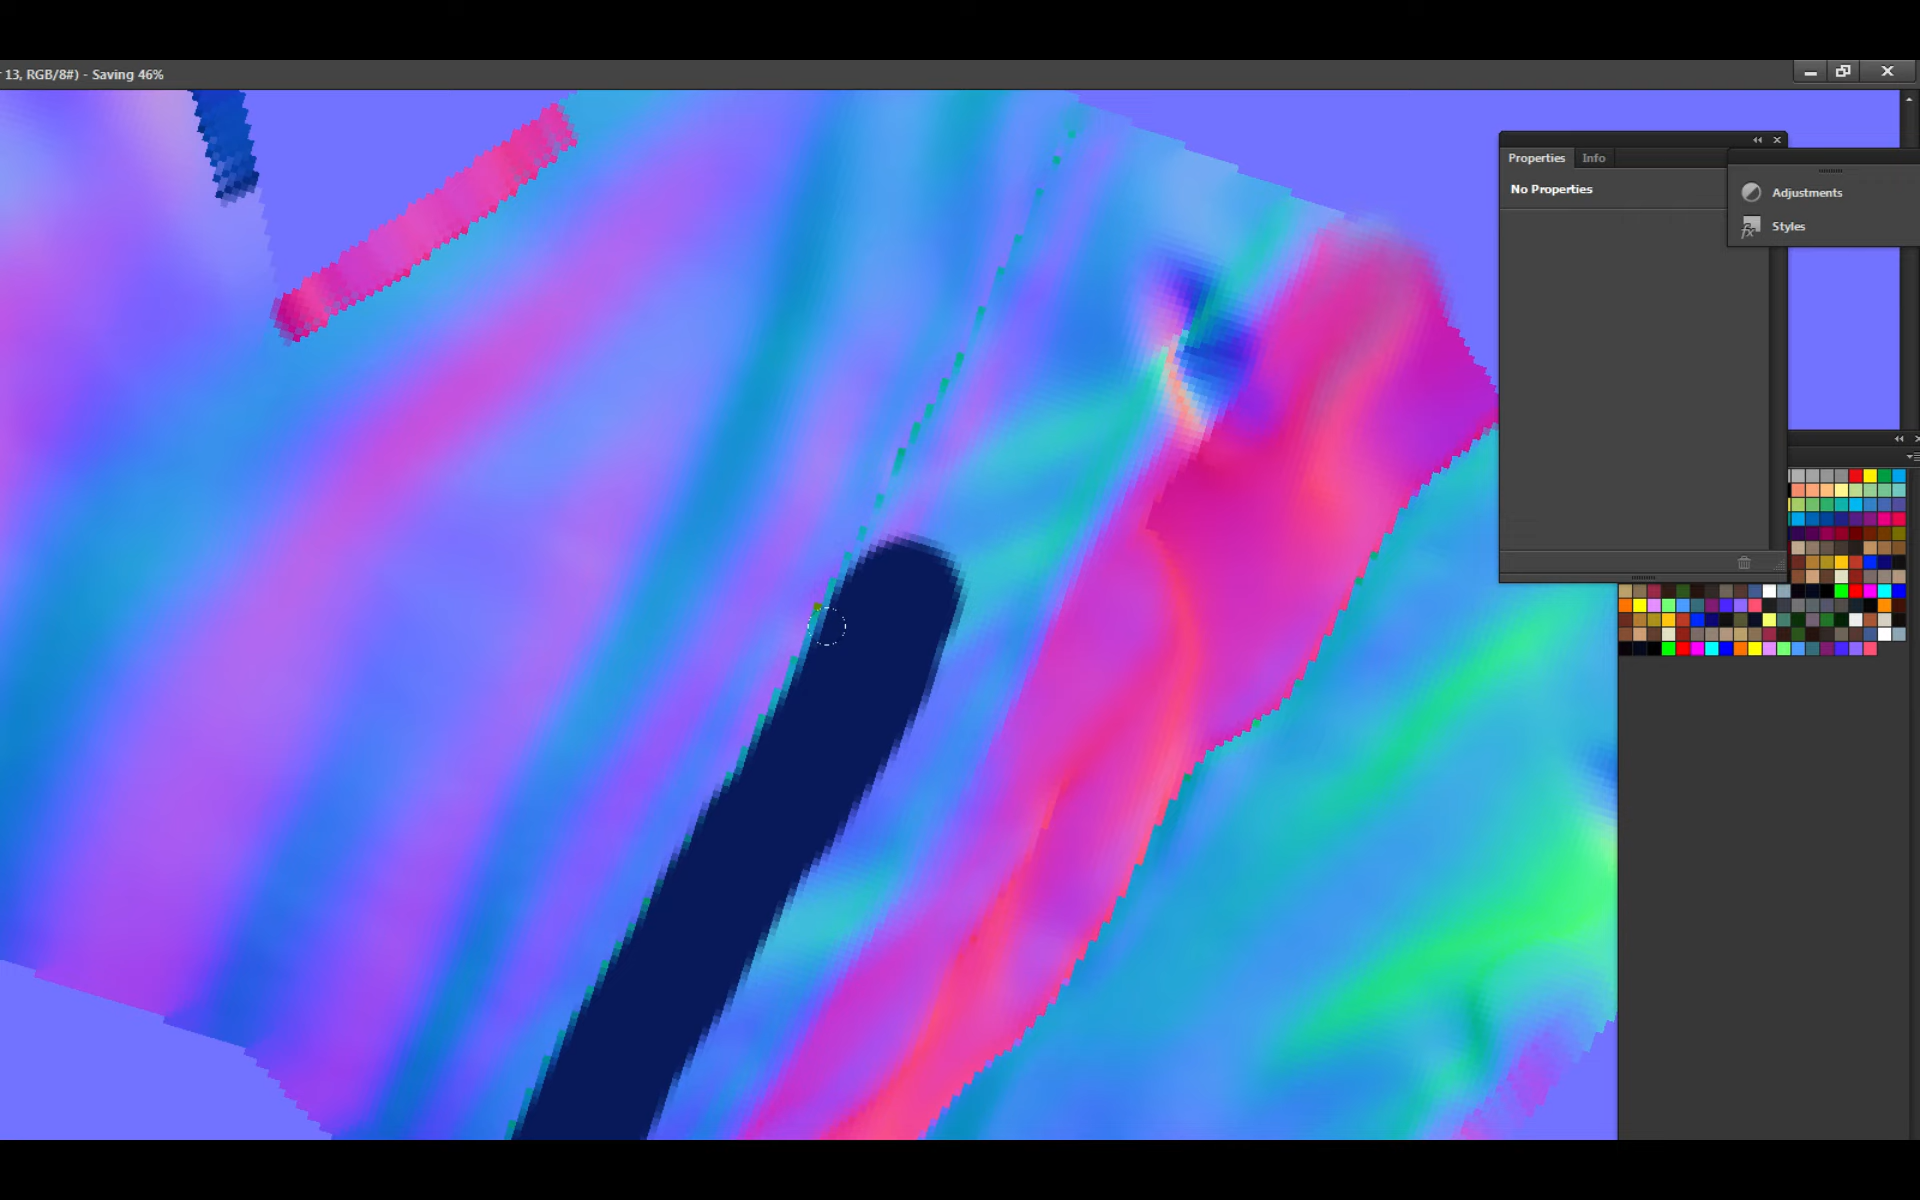 13, RGB/8#) - Saving 46%
Properties
Info
No Properties
Adjustments
Styles